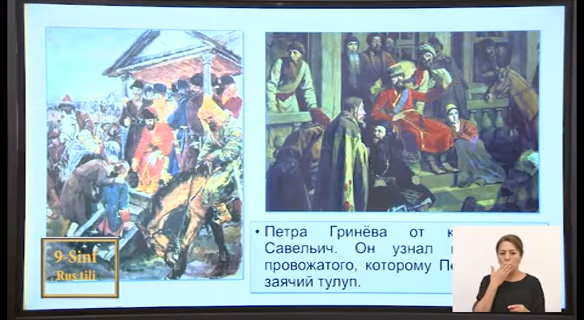 • Петра Гринёва от
Савельич. Он узнал
провожатого, которому
заячий тулуп.
9-Sinf
Rus tili